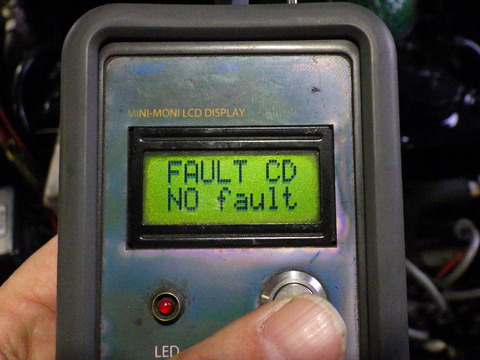 MINI-MONI LCD DISPLAY
FAULT CD
NO fault
LED